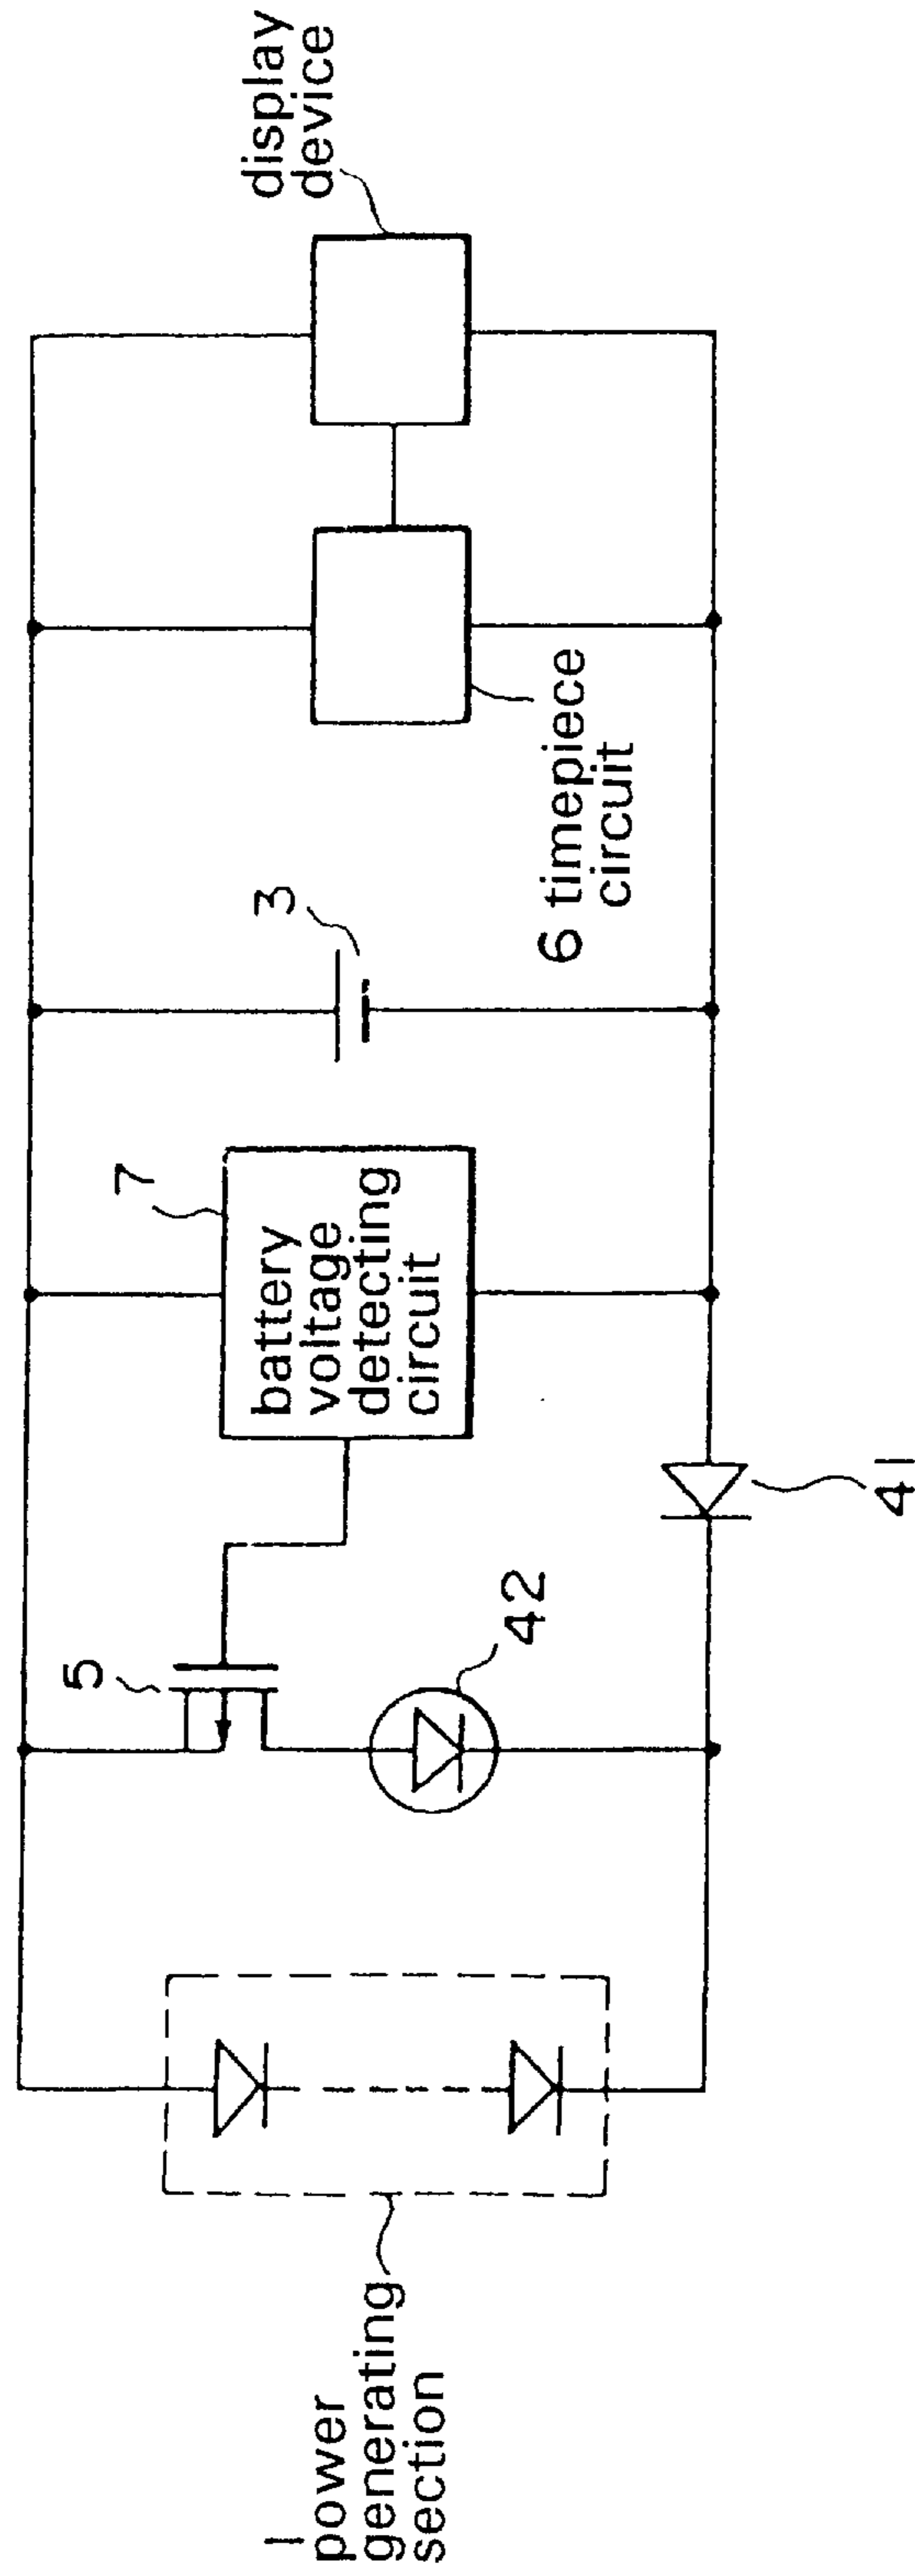 1
power
generating
section
5
42
41
7
battery
voltage
detecting
circuit
3
6 timepiece
circuit
display
device